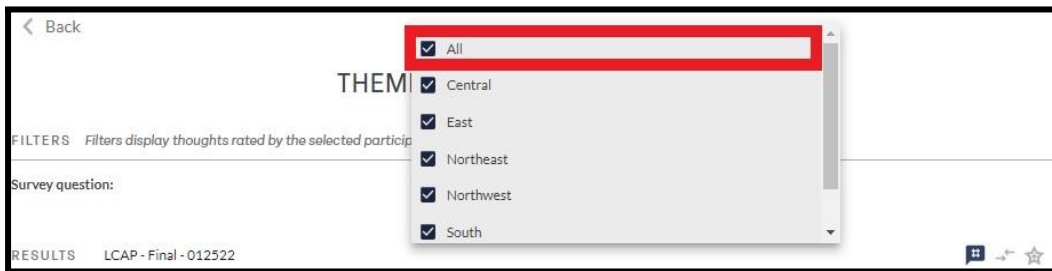 Back
All
THEM
Central
East
FILTERS Filters display thoughts rated by the selected particip
Northeast
Survey question:
Northwest
South
RESULTS LCAP - Final - 012522